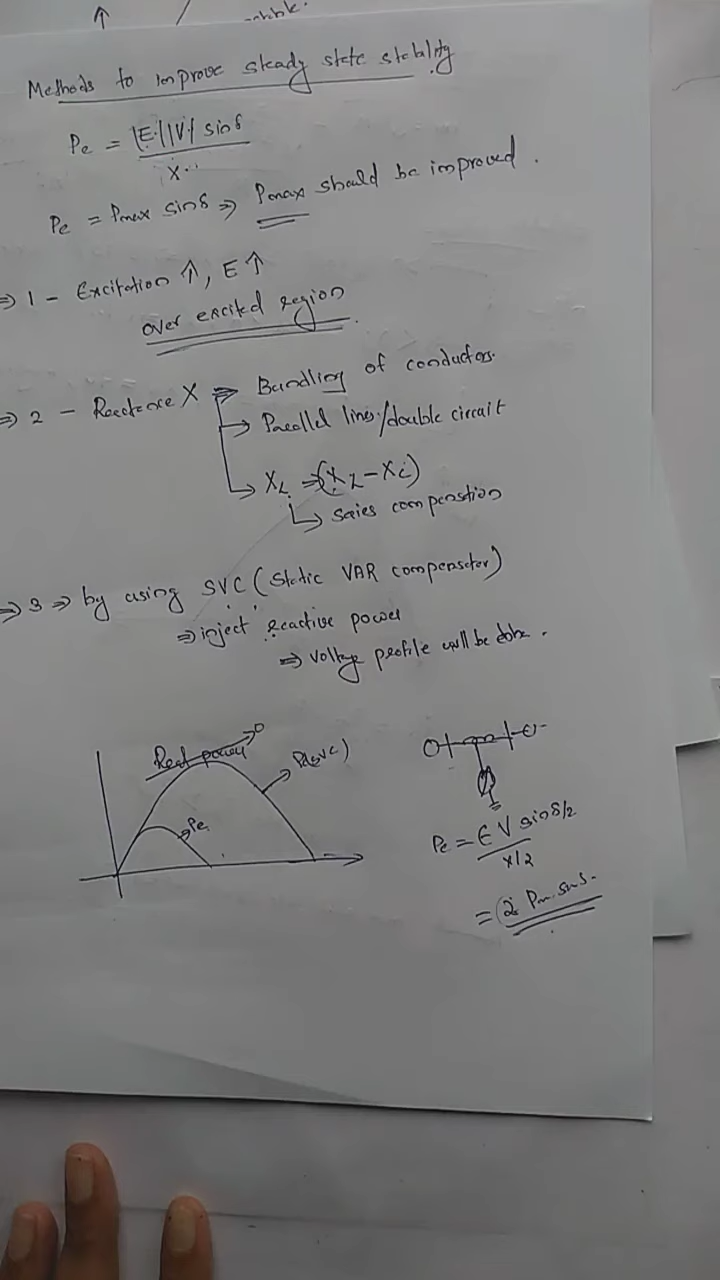 Methods to improve steady state stability
Pe = |E||V| sinδ
X
Pe = Pmax sinδ ⇒ Pmax should be improved.
⇒ 1 - Excitation ↑, E↑
over excited region
⇒ 2 - Reactance X → Bundling of conductors.
→ Parallel lines/double circuit
→ XL ⇒ (XL - Xc)
↳ series compenstion
⇒ 3 ⇒ by using SVC (Static VAR compensator)
⇒ inject reactive power
⇒ voltage profile will be
Real power
P(SVC)
Pe
Pe = E V sinδ/2
X/2
= 2 Pm